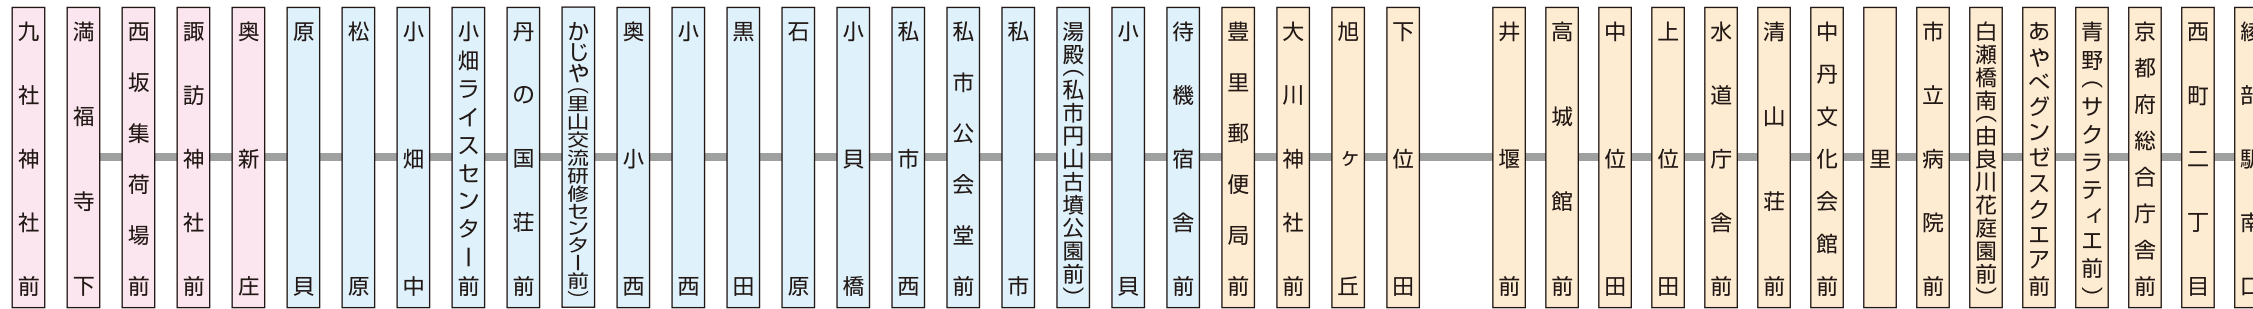 九社神社前
満福寺下
西坂集荷場前
諏訪神社前
奥新庄
原貝
松原
小畑中
小畑ライスセンター前
丹の国荘前
かじや(里山交流研修センター前)
奥小西
小西
黒田
石原
小貝橋
私市西
私市公会堂前
私市
湯殿(私市円山古墳公園前)
小貝
待機宿舎前
豊里郵便局前
大川神社前
旭ヶ丘
下位田
井堰前
高城館前
中位田
上位田
水道庁舎前
清山荘前
中丹文化会館前
里
市立病院前
白瀬橋南(由良川花庭園前)
あやべグンゼスクエア前
青野(サクラティエ前)
京都府総合庁舎前
西町二丁目
綾部駅南口